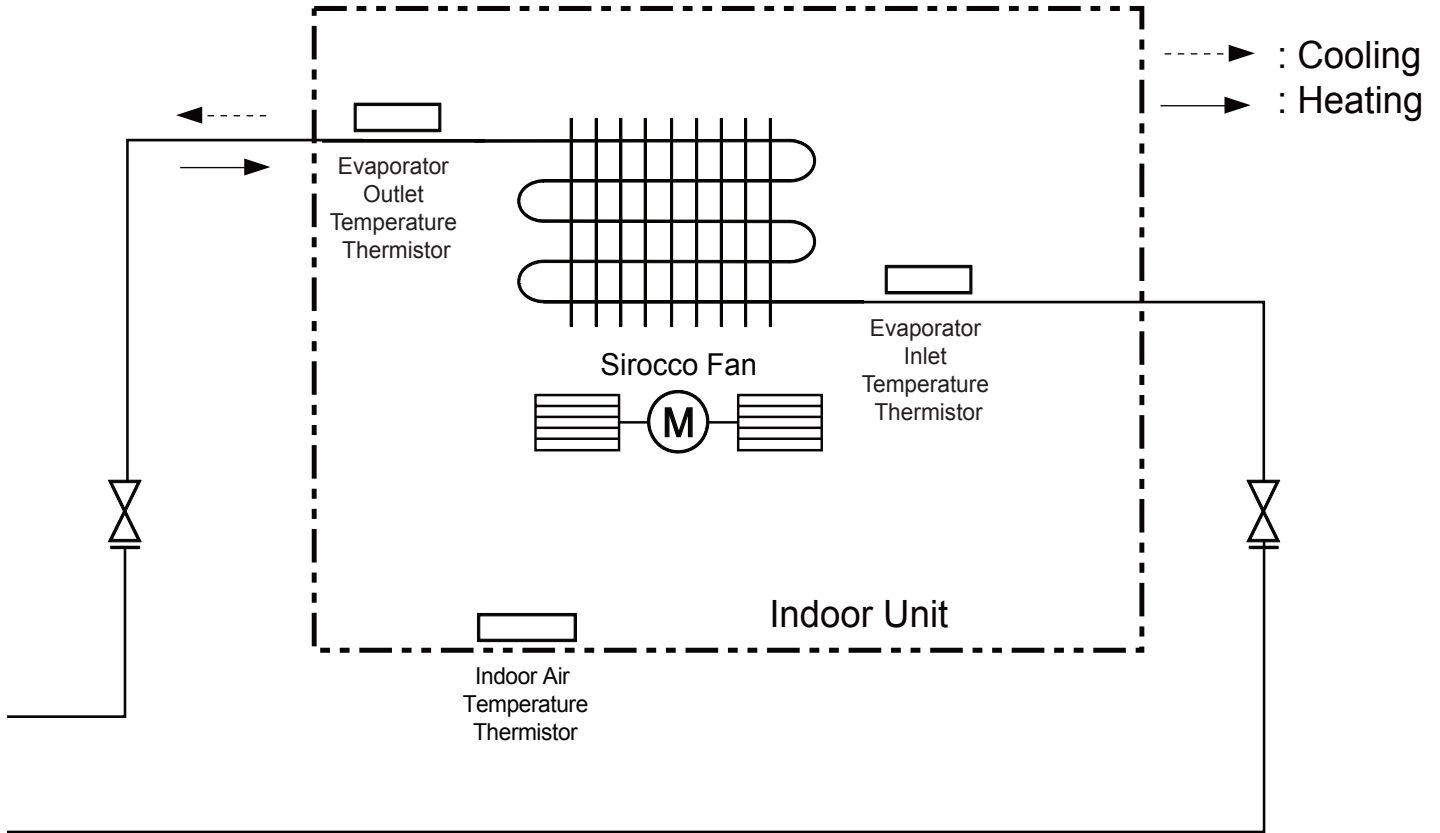 : Cooling
: Heating
Evaporator
Outlet
Temperature
Thermistor
Evaporator
Inlet
Temperature
Thermistor
Sirocco Fan
M
Indoor Unit
Indoor Air
Temperature
Thermistor